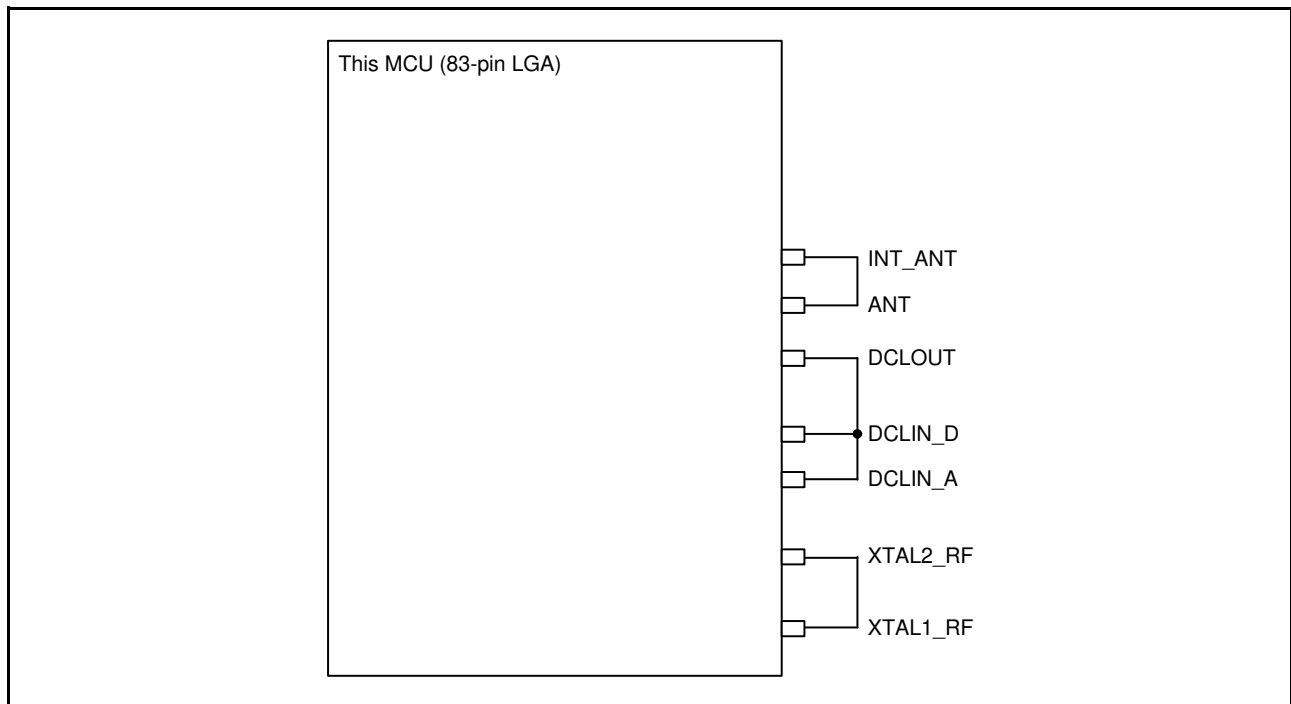 This MCU (83-pin LGA)
INT_ANT
ANT
DCLOUT
DCLIN_D
DCLIN_A
XTAL2_RF
XTAL1_RF